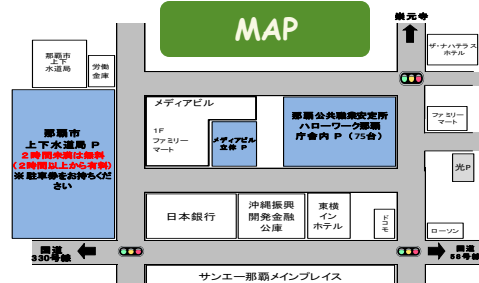 MAP
崇元寺
那覇市
上下
水道局
労働
金庫
ザ・ナハテラス
ホテル
那覇市
上下水道局 P
2時間未満は無料
(2時間以上から有料)
※駐車券をお持ちくだ
さい
メディアビル
1F
ファミリー
マート
メディアビル
立体 P
那覇公共職業安定所
ハローワーク那覇
庁舎内 P (75台)
ファミリー
マート
光P
日本銀行
沖縄振興
開発金融
公庫
東横
イン
ホテル
ドコモ
ローソン
国道
330号線
国道
58号線
サンエー那覇メインプレイス